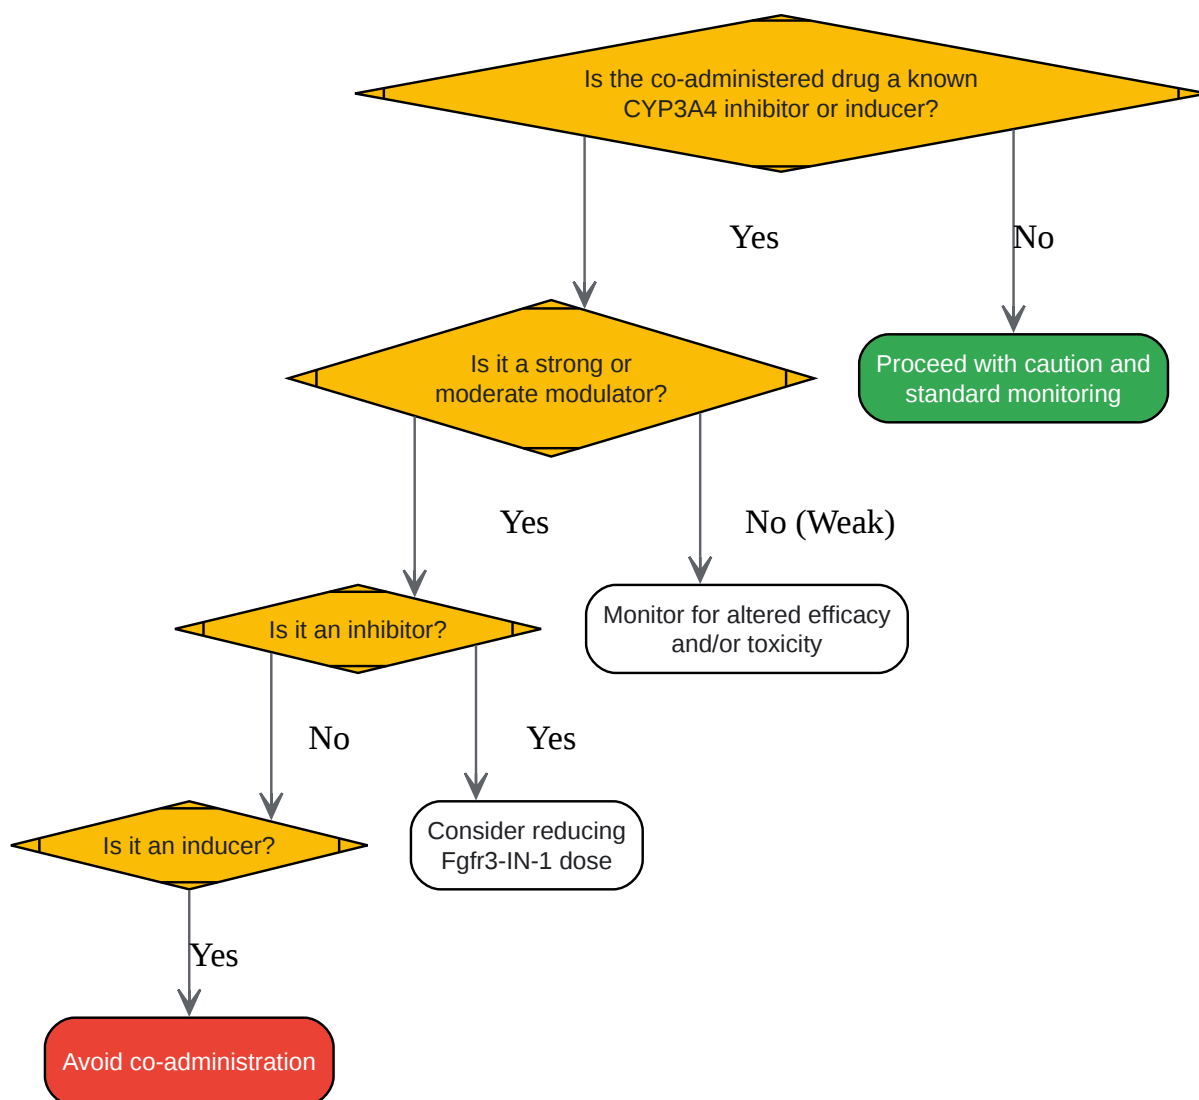 Is the co-administered drug a known
CYP3A4 inhibitor or inducer?
Yes
No
Is it a strong or
moderate modulator?
Proceed with caution and
standard monitoring
Yes
No (Weak)
Is it an inhibitor?
Monitor for altered efficacy
and/or toxicity
No
Yes
Is it an inducer?
Consider reducing
Fgfr3-IN-1 dose
Yes
Avoid co-administration